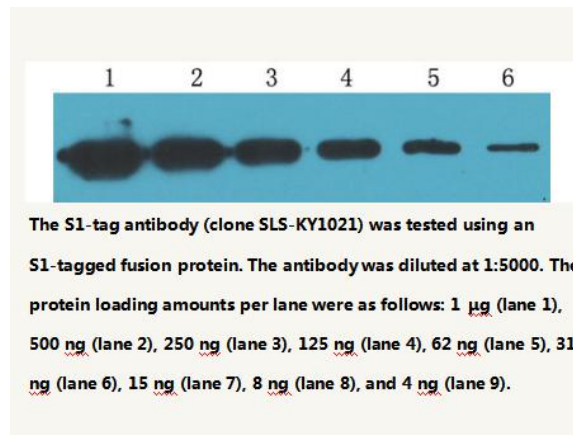 1 2 3 4 5 6
The S1-tag antibody (clone SLS-KY1021) was tested using an
S1-tagged fusion protein. The antibody was diluted at 1:5000. The
protein loading amounts per lane were as follows: 1 μg (lane 1),
500 ng (lane 2), 250 ng (lane 3), 125 ng (lane 4), 62 ng (lane 5), 31
ng (lane 6), 15 ng (lane 7), 8 ng (lane 8), and 4 ng (lane 9).